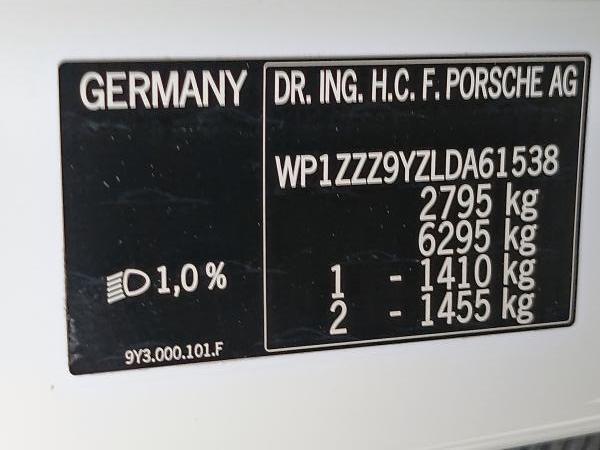 GERMANY
DR. ING. H.C. F. PORSCHE AG
WP1ZZZ9YZLDA61538
2795 kg
6295 kg
1 - 1410 kg
2 - 1455 kg
1,0 %
9Y3.000.101.F